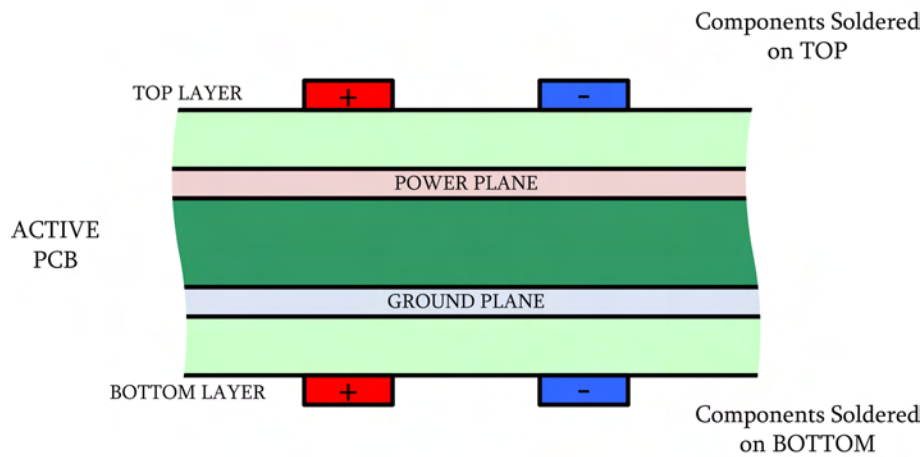 Components Soldered
on TOP
TOP LAYER
+
-
POWER PLANE
ACTIVE
PCB
GROUND PLANE
BOTTOM LAYER
+
-
Components Soldered
on BOTTOM